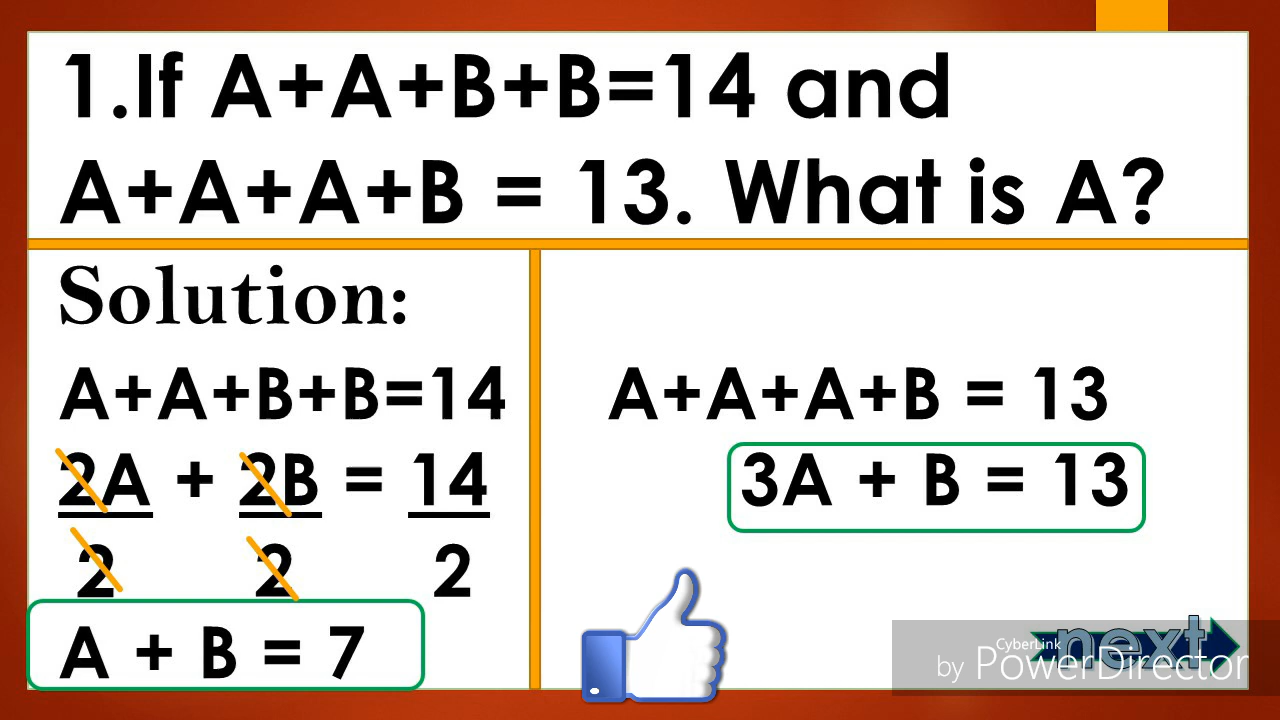 1.If A+A+B+B=14 and
A+A+A+B = 13. What is A?
Solution:
A+A+B+B=14
2A + 2B = 14
2 2 2
A + B = 7
A+A+A+B = 13
3A + B = 13
next
CyberLink
by PowerDirector